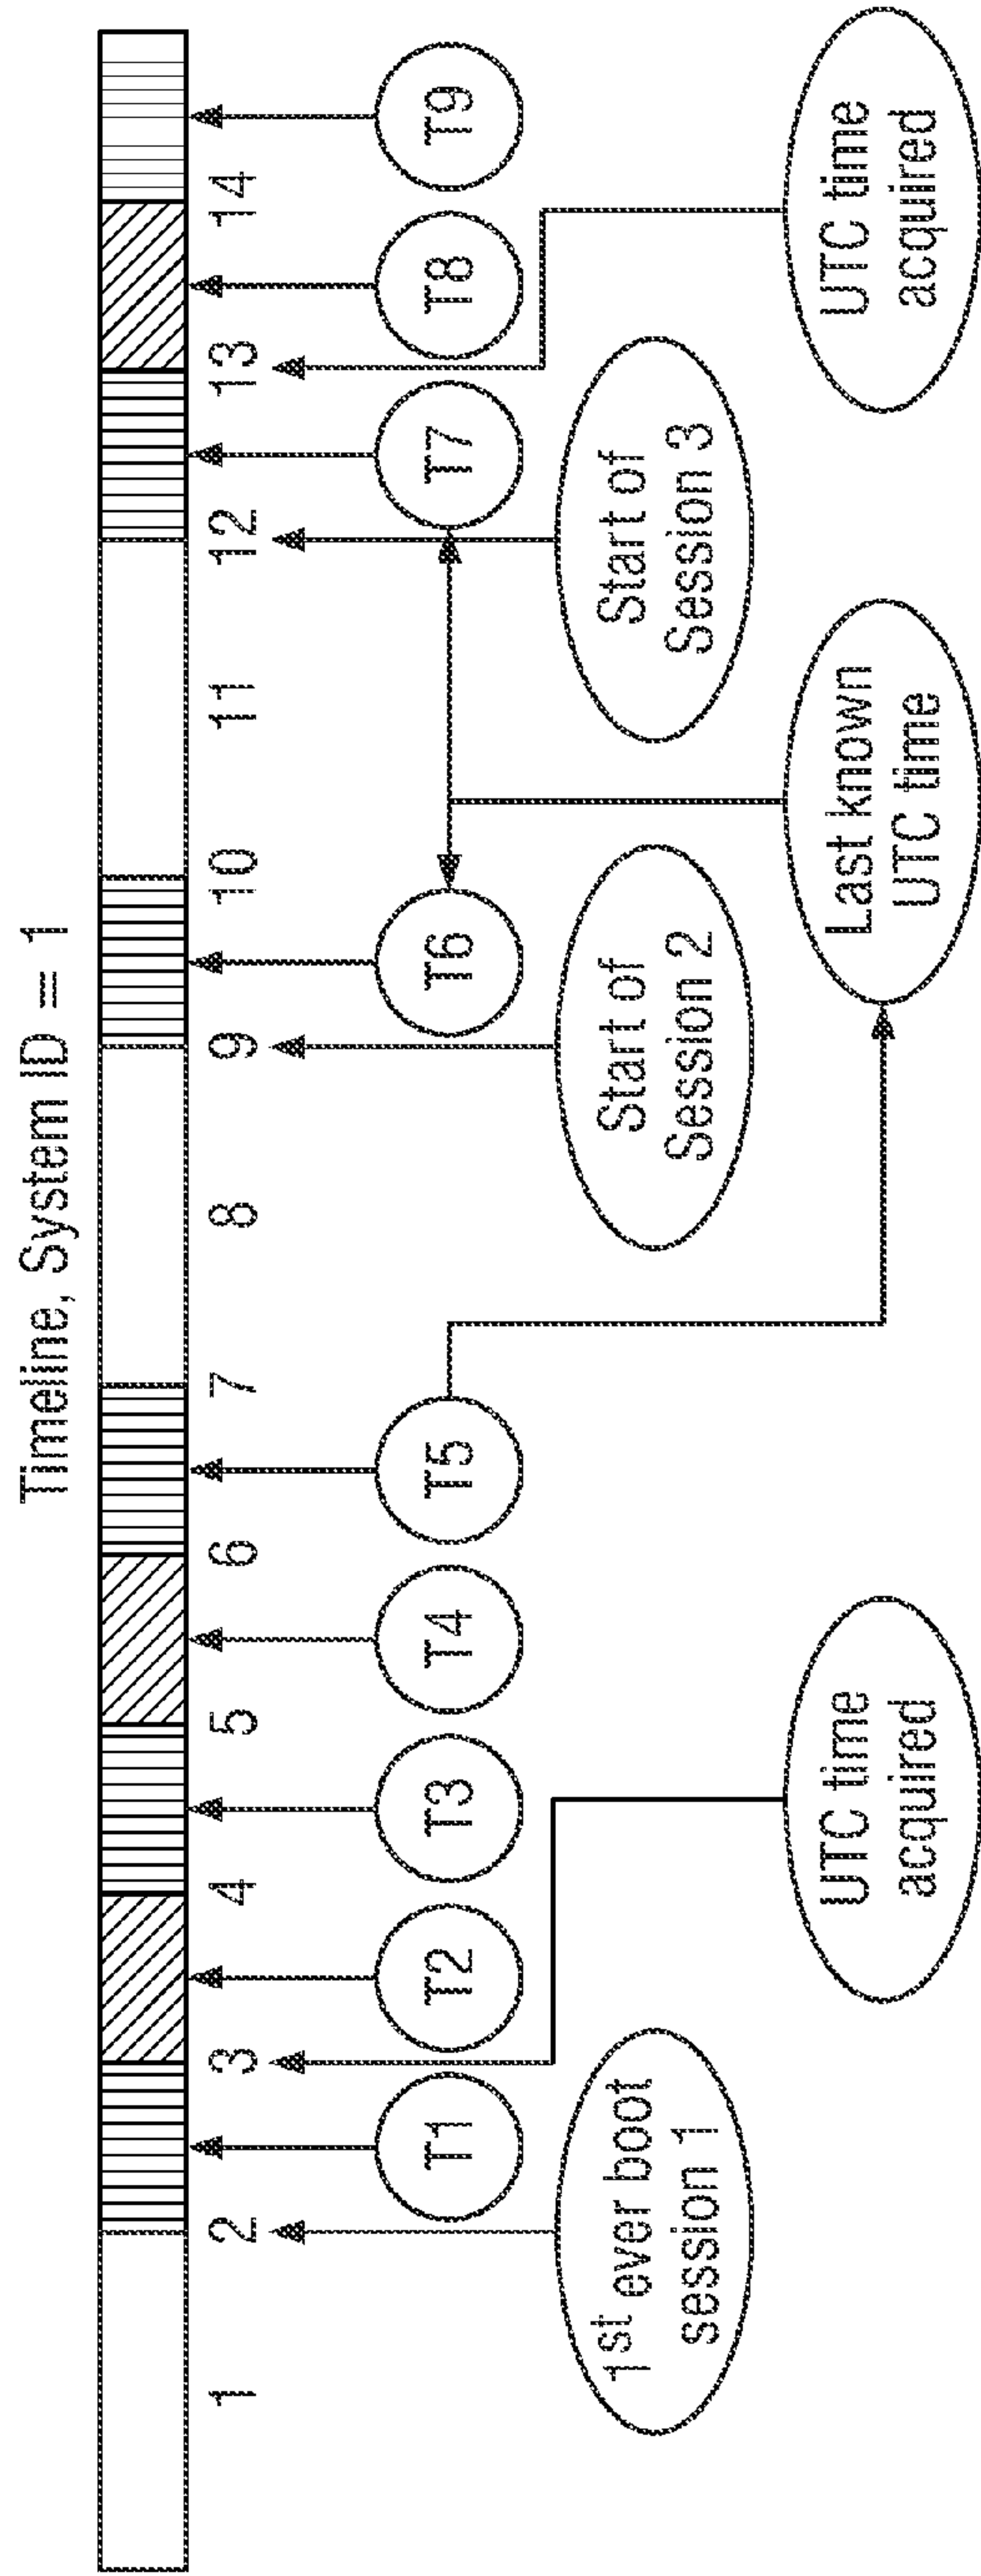 Timeline, System ID = 1
1 2 3 4 5 6 7 8 9 10 11 12 13 14
T1 T2 T3 T4 T5 T6 T7 T8 T9
1st ever boot
session 1
Start of
Session 2
Start of
Session 3
UTC time
acquired
Last known
UTC time
UTC time
acquired